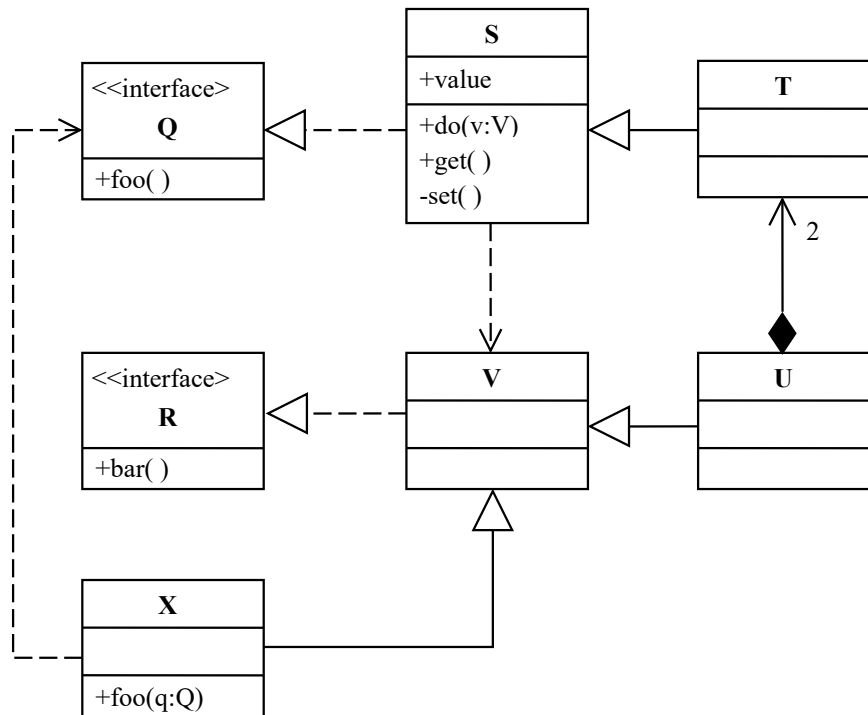 <<interface>
Q
+foo( )
S
+value
+do(v:V)
+get( )
-set( )
T
2
<<interface>
R
+bar( )
V
U
X
+foo(q:Q)